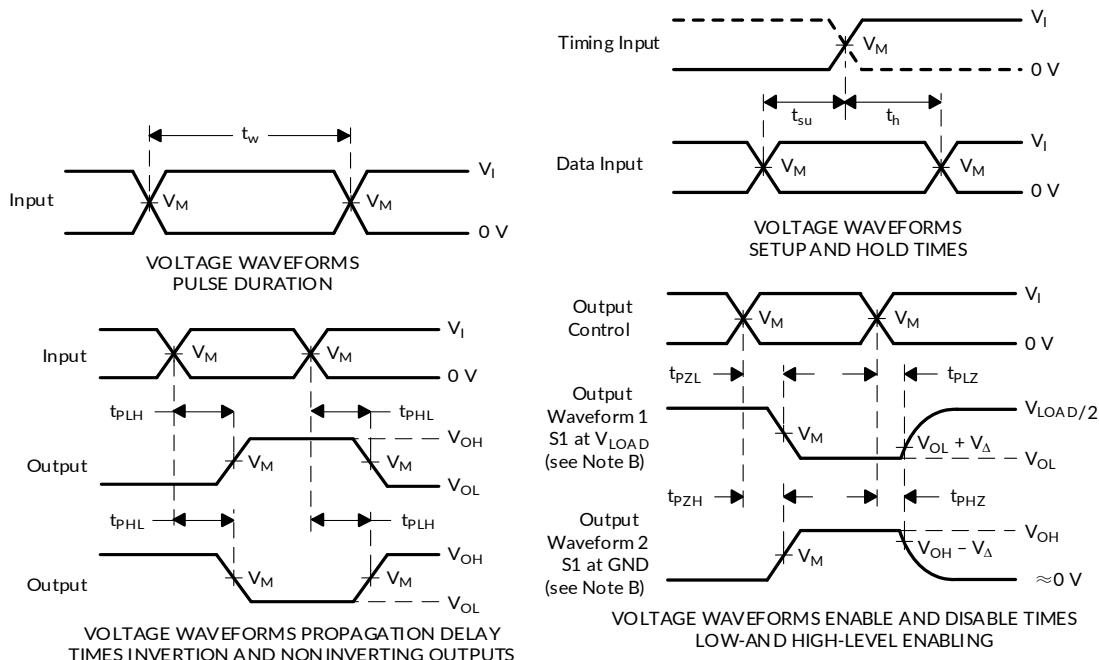 t_w
V_I
Input
V_M
V_M
0 V
VOLTAGE WAVEFORMS
PULSE DURATION
Timing Input
V_I
V_M
0 V
t_su
t_h
Data Input
V_I
V_M
V_M
0 V
VOLTAGE WAVEFORMS
SETUP AND HOLD TIMES
Input
V_I
V_M
V_M
0 V
t_PLH
t_PHL
Output
V_OH
V_M
V_M
V_OL
t_PHL
t_PLH
Output
V_OH
V_M
V_M
V_OL
VOLTAGE WAVEFORMS PROPAGATION DELAY
TIMES INVERTION AND NONINVERTING OUTPUTS
Output
Control
V_I
V_M
V_M
0 V
t_PZL
t_PLZ
Output
Waveform 1
S1 at V_LOAD
(see Note B)
V_LOAD/2
V_M
V_OL + V_Δ
V_OL
t_PZH
t_PHZ
Output
Waveform 2
S1 at GND
(see Note B)
V_OH
V_M
V_OH – V_Δ
≈0 V
VOLTAGE WAVEFORMS ENABLE AND DISABLE TIMES
LOW-AND HIGH-LEVEL ENABLING